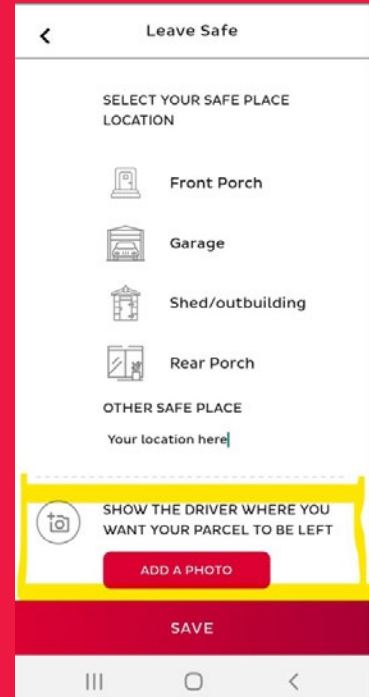 Leave Safe
SELECT YOUR SAFE PLACE
LOCATION
Front Porch
Garage
Shed/outbuilding
Rear Porch
OTHER SAFE PLACE
Your location here
SHOW THE DRIVER WHERE YOU
WANT YOUR PARCEL TO BE LEFT
ADD A PHOTO
SAVE